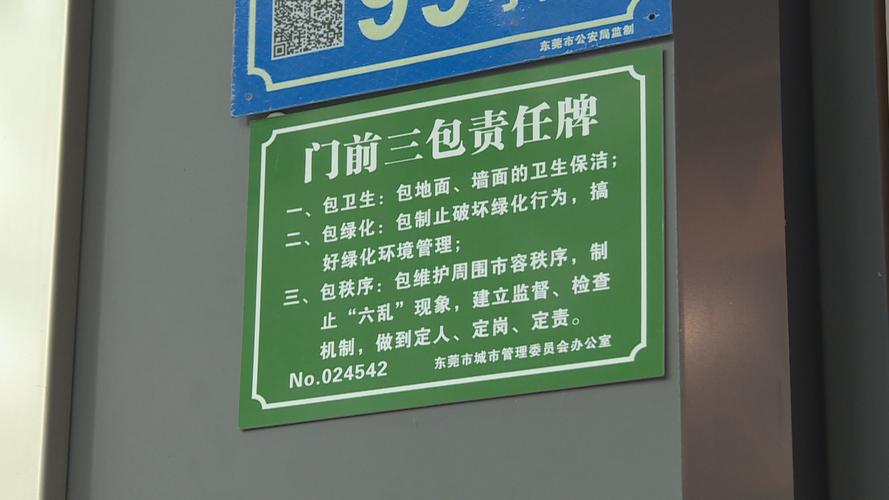 99
东莞市公安局监制
门前三包责任牌
一、包卫生：包地面、墙面的卫生保洁；
二、包绿化：包制止破坏绿化行为，搞
好绿化环境管理；
三、包秩序：包维护周围市容秩序，制
止“六乱”现象，建立监督、检查
机制，做到定人、定岗、定责。
No.024542
东莞市城市管理委员会办公室